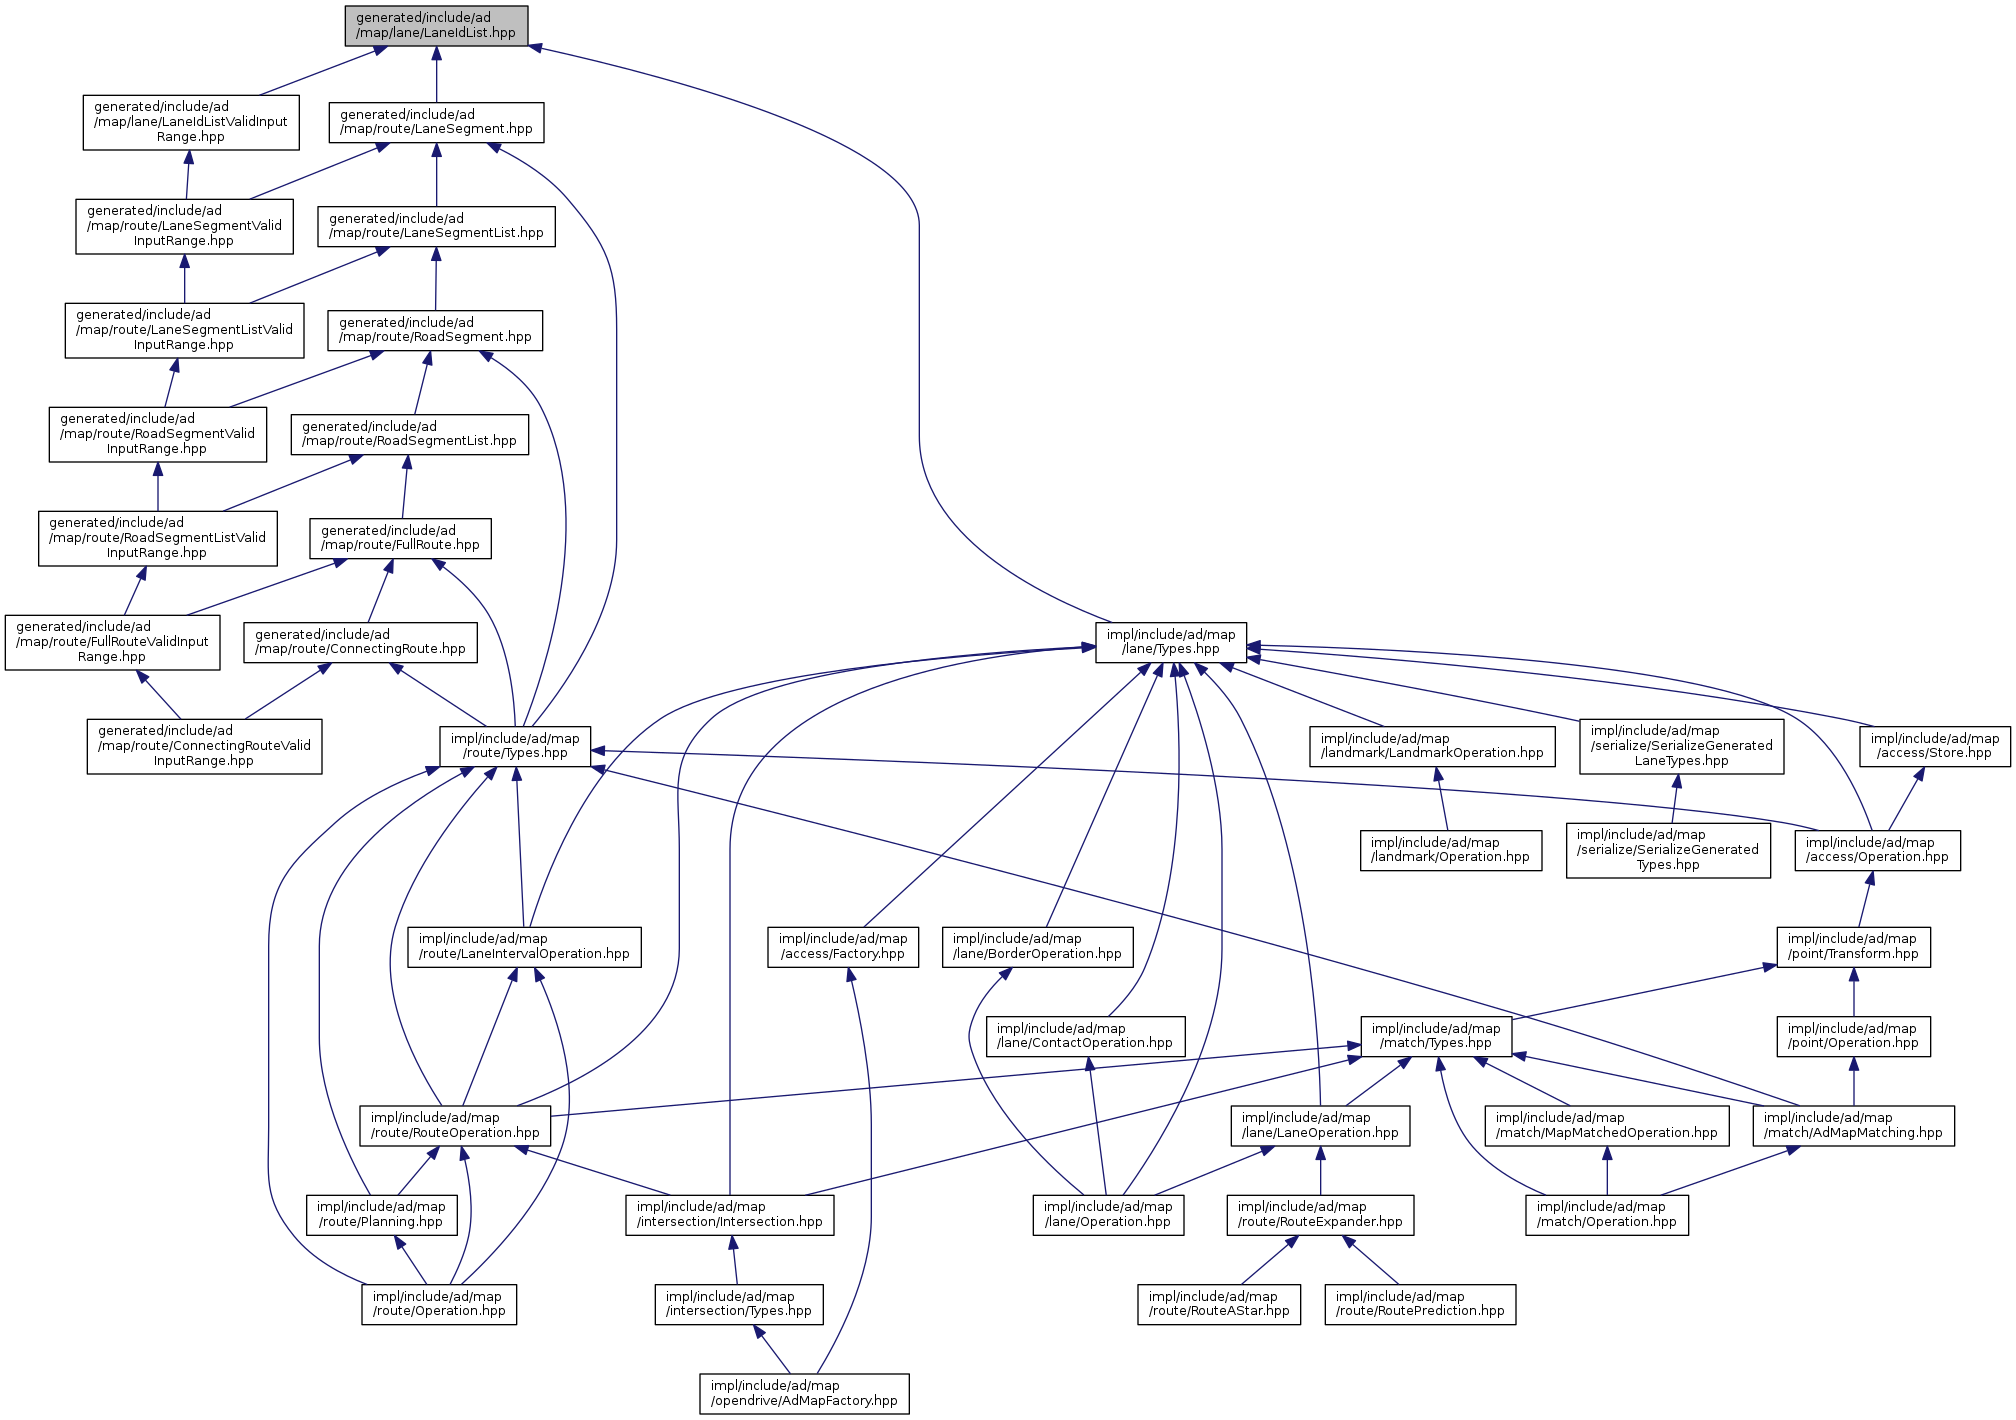 generated/include/ad
/map/lane/LaneIdList.hpp
generated/include/ad
/map/lane/LaneIdListValidInput
Range.hpp
generated/include/ad
/map/route/LaneSegment.hpp
generated/include/ad
/map/route/LaneSegmentValid
InputRange.hpp
generated/include/ad
/map/route/LaneSegmentList.hpp
generated/include/ad
/map/route/LaneSegmentListValid
InputRange.hpp
generated/include/ad
/map/route/RoadSegment.hpp
generated/include/ad
/map/route/RoadSegmentValid
InputRange.hpp
generated/include/ad
/map/route/RoadSegmentList.hpp
generated/include/ad
/map/route/RoadSegmentListValid
InputRange.hpp
generated/include/ad
/map/route/FullRoute.hpp
generated/include/ad
/map/route/FullRouteValidInput
Range.hpp
generated/include/ad
/map/route/ConnectingRoute.hpp
impl/include/ad/map
/lane/Types.hpp
generated/include/ad
/map/route/ConnectingRouteValid
InputRange.hpp
impl/include/ad/map
/route/Types.hpp
impl/include/ad/map
/landmark/LandmarkOperation.hpp
impl/include/ad/map
/serialize/SerializeGenerated
LaneTypes.hpp
impl/include/ad/map
/access/Store.hpp
impl/include/ad/map
/landmark/Operation.hpp
impl/include/ad/map
/serialize/SerializeGenerated
Types.hpp
impl/include/ad/map
/access/Operation.hpp
impl/include/ad/map
/route/LaneIntervalOperation.hpp
impl/include/ad/map
/access/Factory.hpp
impl/include/ad/map
/lane/BorderOperation.hpp
impl/include/ad/map
/point/Transform.hpp
impl/include/ad/map
/lane/ContactOperation.hpp
impl/include/ad/map
/match/Types.hpp
impl/include/ad/map
/point/Operation.hpp
impl/include/ad/map
/route/RouteOperation.hpp
impl/include/ad/map
/lane/LaneOperation.hpp
impl/include/ad/map
/match/MapMatchedOperation.hpp
impl/include/ad/map
/match/AdMapMatching.hpp
impl/include/ad/map
/route/Planning.hpp
impl/include/ad/map
/intersection/Intersection.hpp
impl/include/ad/map
/lane/Operation.hpp
impl/include/ad/map
/route/RouteExpander.hpp
impl/include/ad/map
/match/Operation.hpp
impl/include/ad/map
/route/Operation.hpp
impl/include/ad/map
/intersection/Types.hpp
impl/include/ad/map
/route/RouteAStar.hpp
impl/include/ad/map
/route/RoutePrediction.hpp
impl/include/ad/map
/opendrive/AdMapFactory.hpp